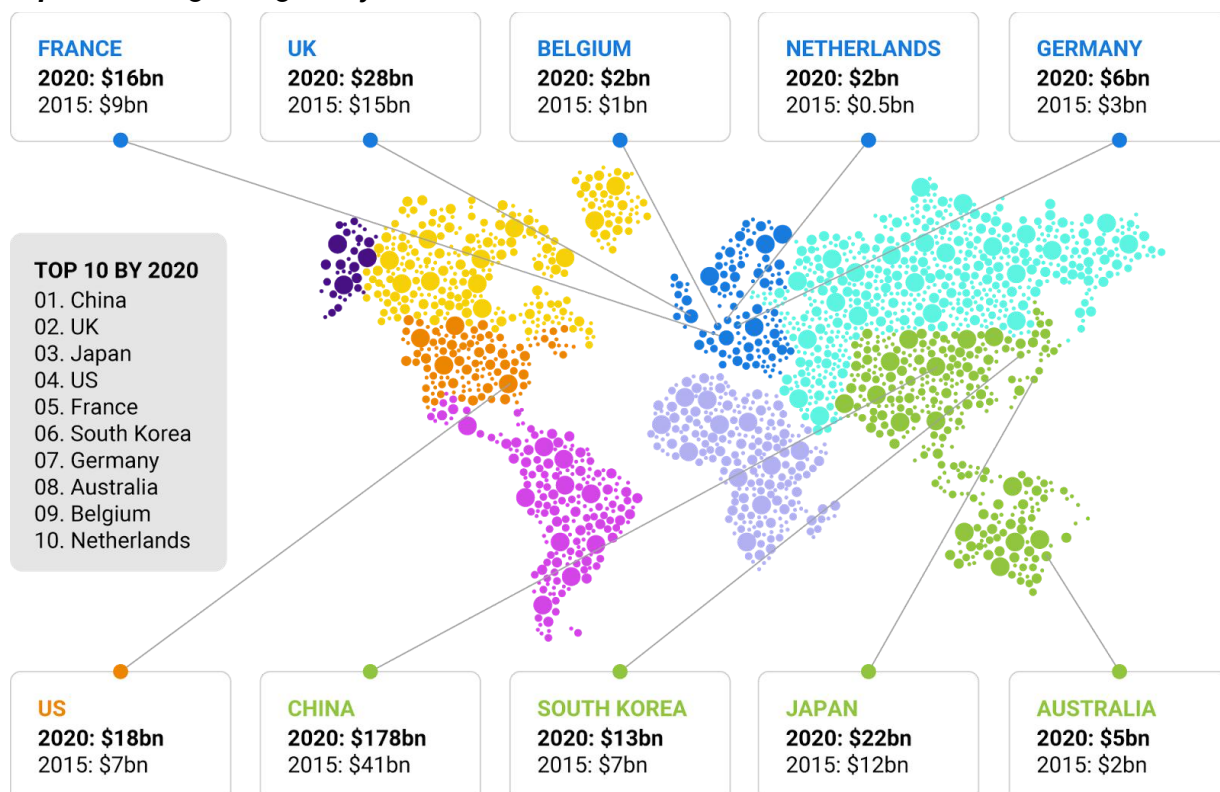 FRANCE
2020: $16bn
2015: $9bn
UK
2020: $28bn
2015: $15bn
BELGIUM
2020: $2bn
2015: $1bn
NETHERLANDS
2020: $2bn
2015: $0.5bn
GERMANY
2020: $6bn
2015: $3bn
TOP 10 BY 2020
01. China
02. UK
03. Japan
04. US
05. France
06. South Korea
07. Germany
08. Australia
09. Belgium
10. Netherlands
US
2020: $18bn
2015: $7bn
CHINA
2020: $178bn
2015: $41bn
SOUTH KOREA
2020: $13bn
2015: $7bn
JAPAN
2020: $22bn
2015: $12bn
AUSTRALIA
2020: $5bn
2015: $2bn